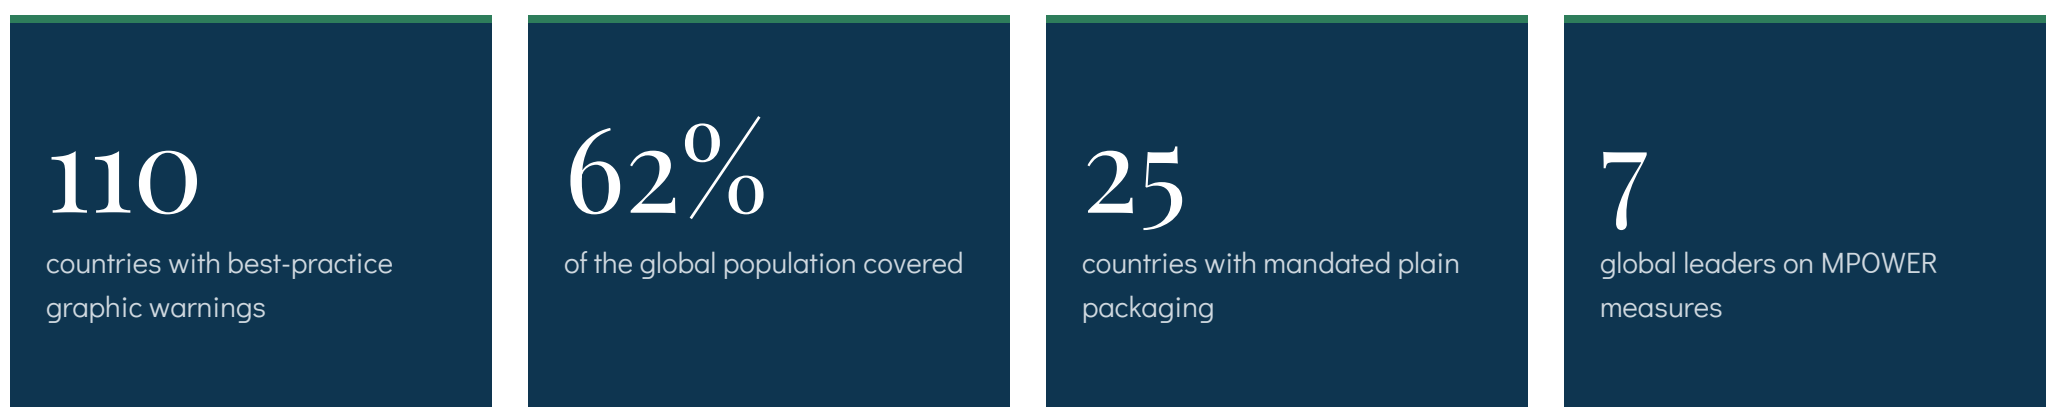 110
countries with best-practice
graphic warnings
62%
of the global population covered
25
countries with mandated plain
packaging
7
global leaders on MPOWER
measures